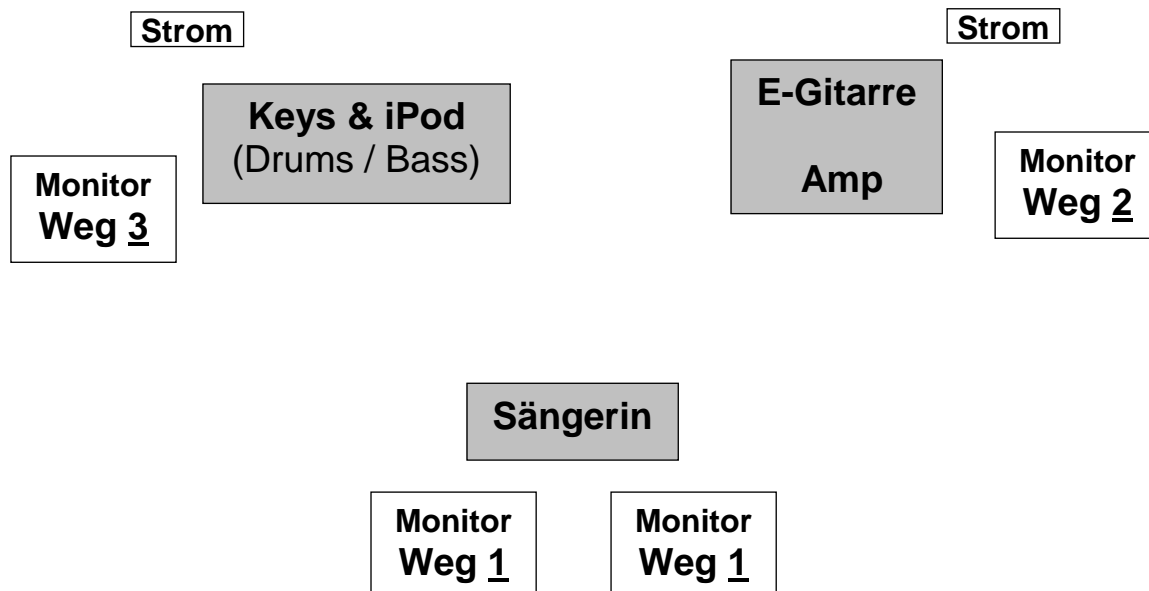 Strom
Strom
Keys & iPod
(Drums / Bass)
E-Gitarre
Amp
Monitor
Weg 3
Monitor
Weg 2
Sängerin
Monitor
Weg 1
Monitor
Weg 1